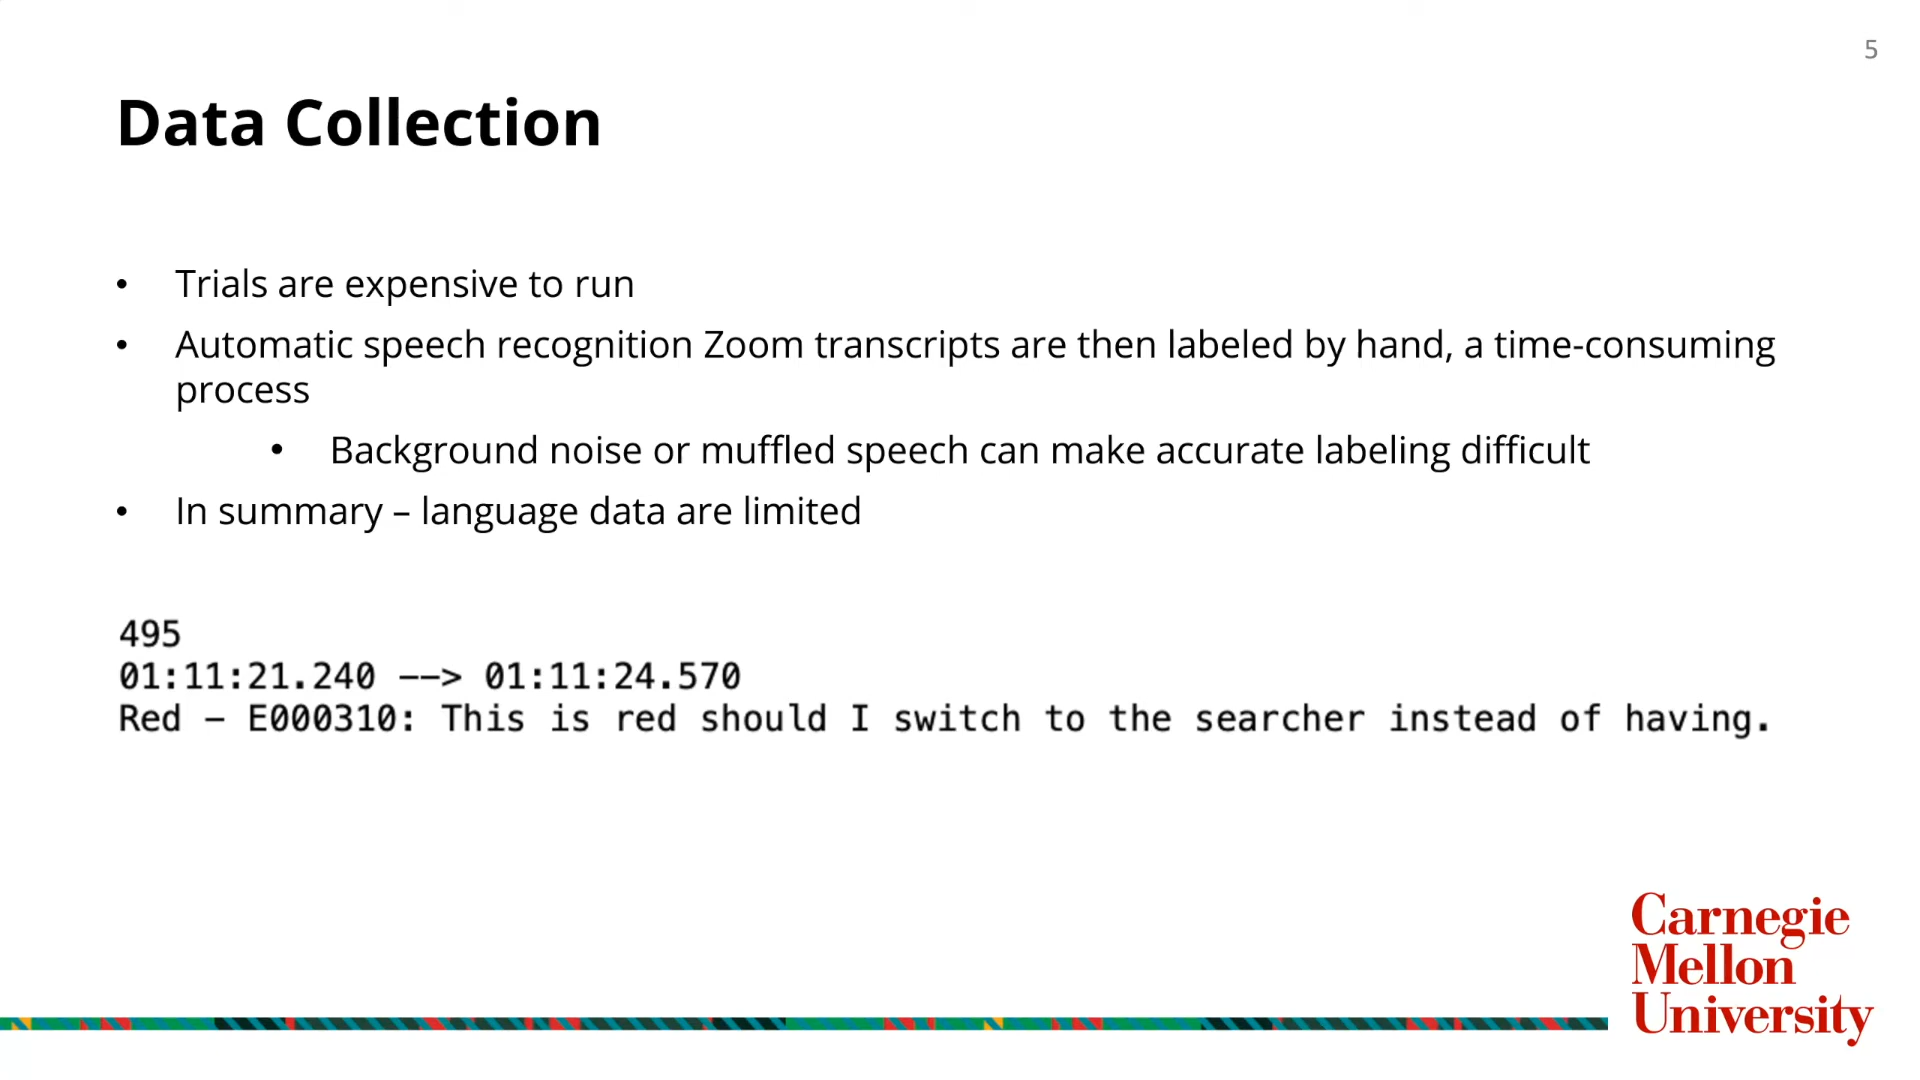 5
Data Collection
• Trials are expensive to run
• Automatic speech recognition Zoom transcripts are then labeled by hand, a time-consuming
process
• Background noise or muffled speech can make accurate labeling difficult
• In summary – language data are limited
495
01:11:21.240 --> 01:11:24.570
Red - E000310: This is red should I switch to the searcher instead of having.
Carnegie
Mellon
University